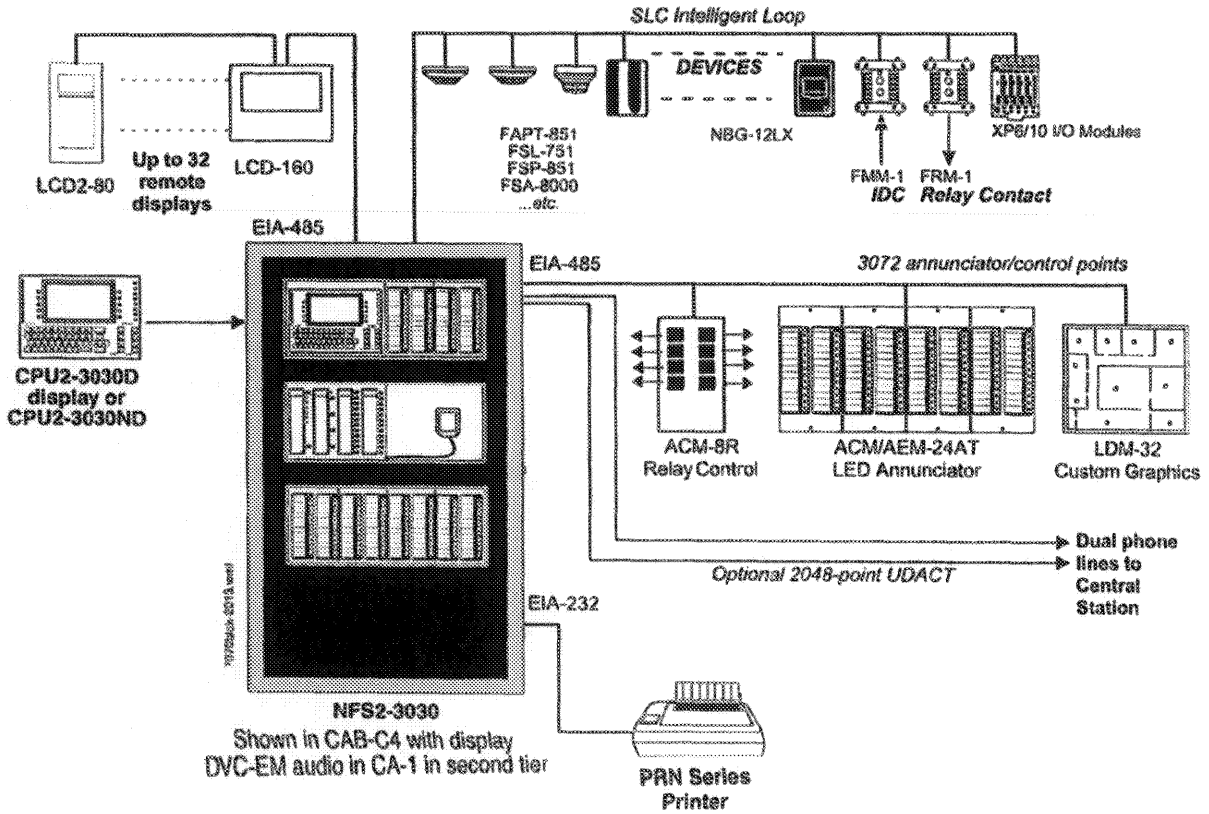 SLC Intelligent Loop
DEVICES
LCD2-80
Up to 32
remote
displays
LCD-160
FAPT-851
FSL-751
FSP-851
FSA-8000
...etc.
NBG-12LX
FMM-1
IDC
FRM-1
Relay Contact
XP6/10 I/O Modules
EIA-485
EIA-485
3072 annunciator/control points
CPU2-3030D
display or
CPU2-3030ND
ACM-8R
Relay Control
ACM/AEM-24AT
LED Annunciator
LDM-32
Custom Graphics
Optional 2048-point UDACT
Dual phone
lines to
Central
Station
EIA-232
NFS2-3030
Shown in CAB-C4 with display
DVC-EM audio in CA-1 in second tier
PRN Series
Printer